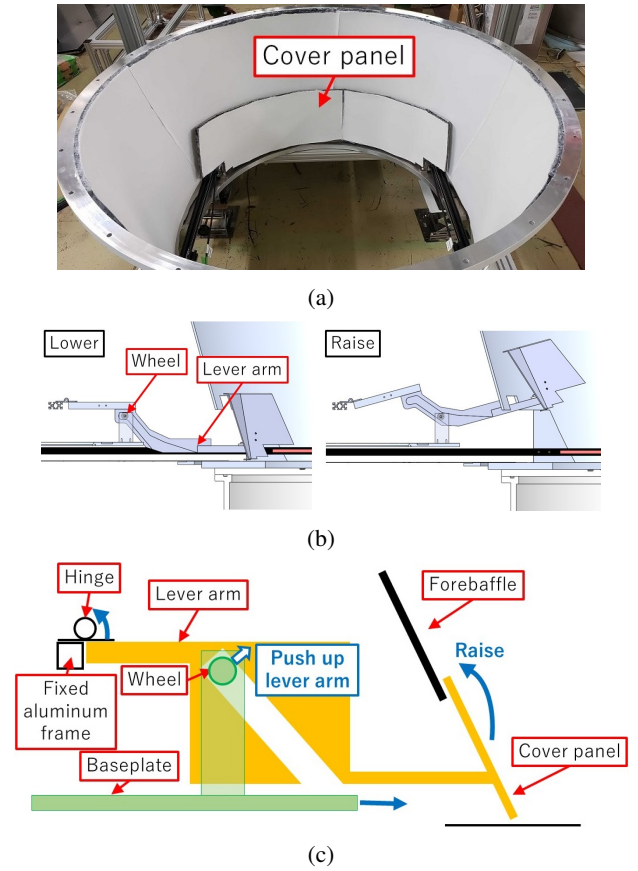 Cover panel
(a)
Lower
Wheel
Lever arm
Raise
(b)
Hinge
Lever arm
Forebaffle
Fixed
aluminum
frame
Wheel
Push up
lever arm
Raise
Baseplate
Cover panel
(c)